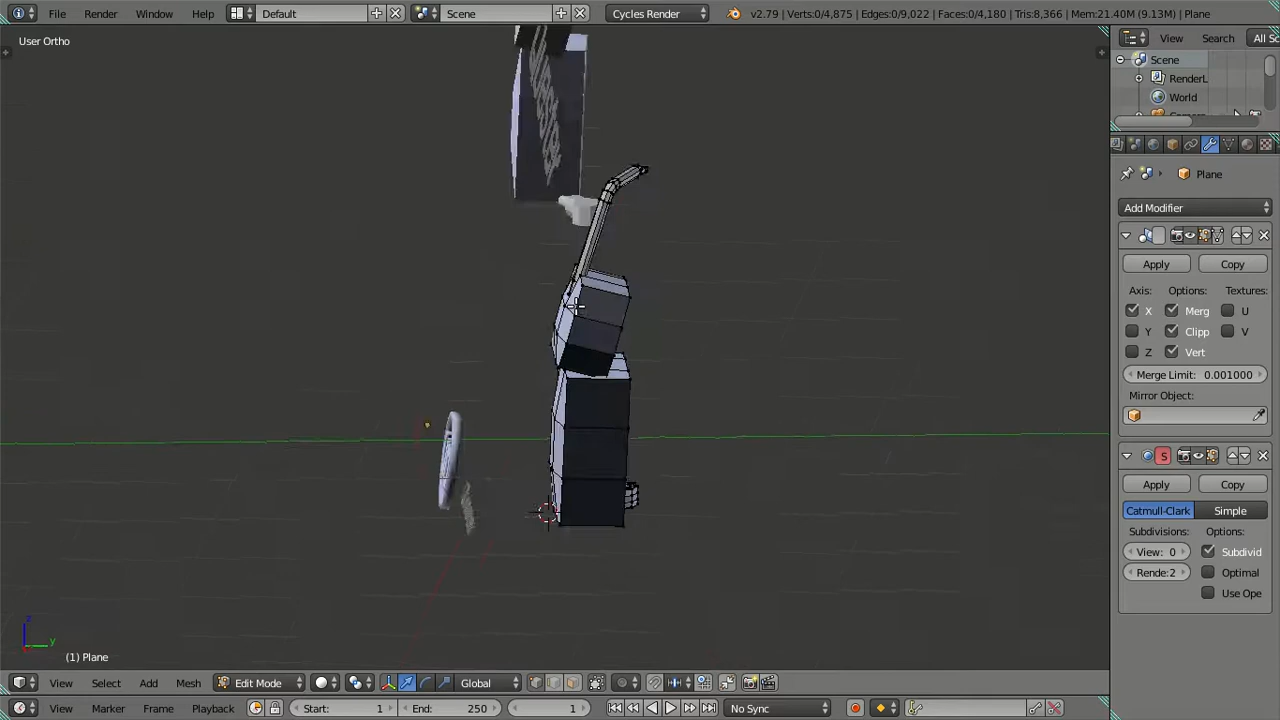 File Render Window Help Default Scene Cycles Render v2.79 | Verts:0/4,875 | Edges:0/9,022 | Faces:0/4,180 | Tris:8,366 | Mem:21.40M (9.13M) | Plane
User Ortho
View Search All Sc
Scene
RenderL
World
Plane
Add Modifier
Apply Copy
Axis: Options: Textures:
X Merg U
Y Clipp V
Z Vert
Merge Limit: 0.001000
Mirror Object:
S
Apply Copy
Catmull-Clark Simple
Subdivisions: Options:
View: 0 Subdivid
Rende:2 Optimal
Use Ope
z
y
(1) Plane
View Select Add Mesh Edit Mode Global
View Marker Frame Playback Start: 1 End: 250 1 No Sync